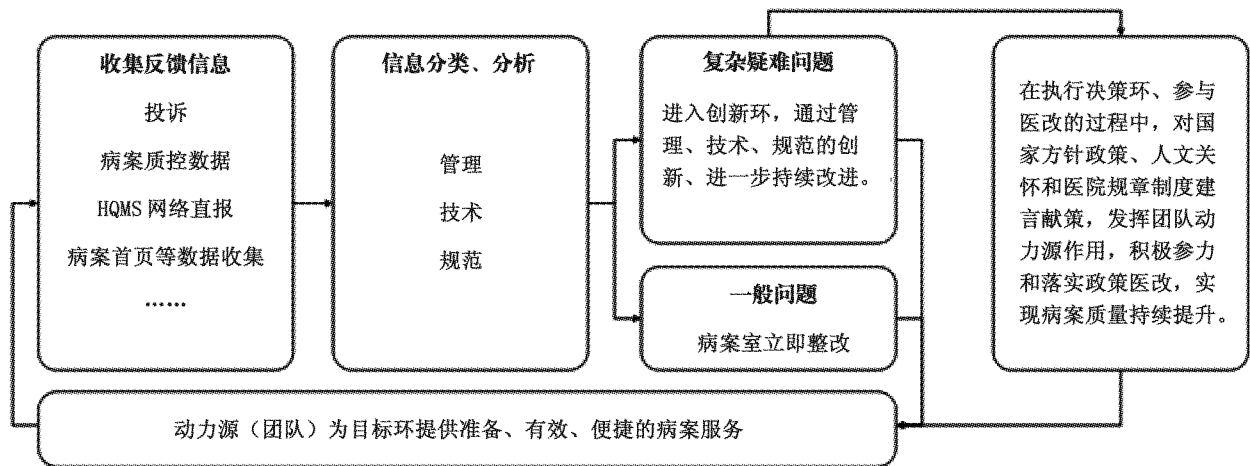 收集反馈信息
投诉
病案质控数据
HQMS 网络直报
病案首页等数据收集
……
信息分类、分析
管理
技术
规范
复杂疑难问题
进入创新环，通过管
理、技术、规范的创
新、进一步持续改进。
一般问题
病案室立即整改
在执行决策环、参与
医改的过程中，对国
家方针政策、人文关
怀和医院规章制度建
言献策，发挥团队动
力源作用，积极参力
和落实政策医改，实
现病案质量持续提升。
动力源（团队）为目标环提供准备、有效、便捷的病案服务